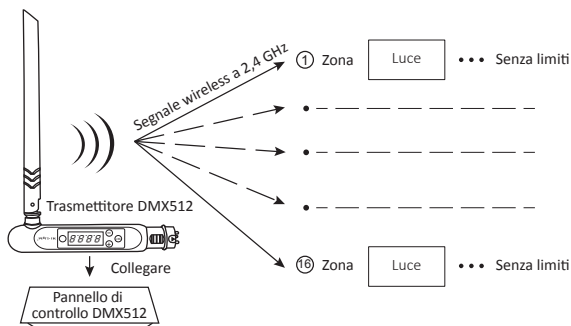 Segnale wireless a 2,4 GHz
1 Zona Luce ••• Senza limiti
Trasmettitore DMX512
8888
Collegare
Pannello di
controllo DMX512
16 Zona Luce ••• Senza limiti